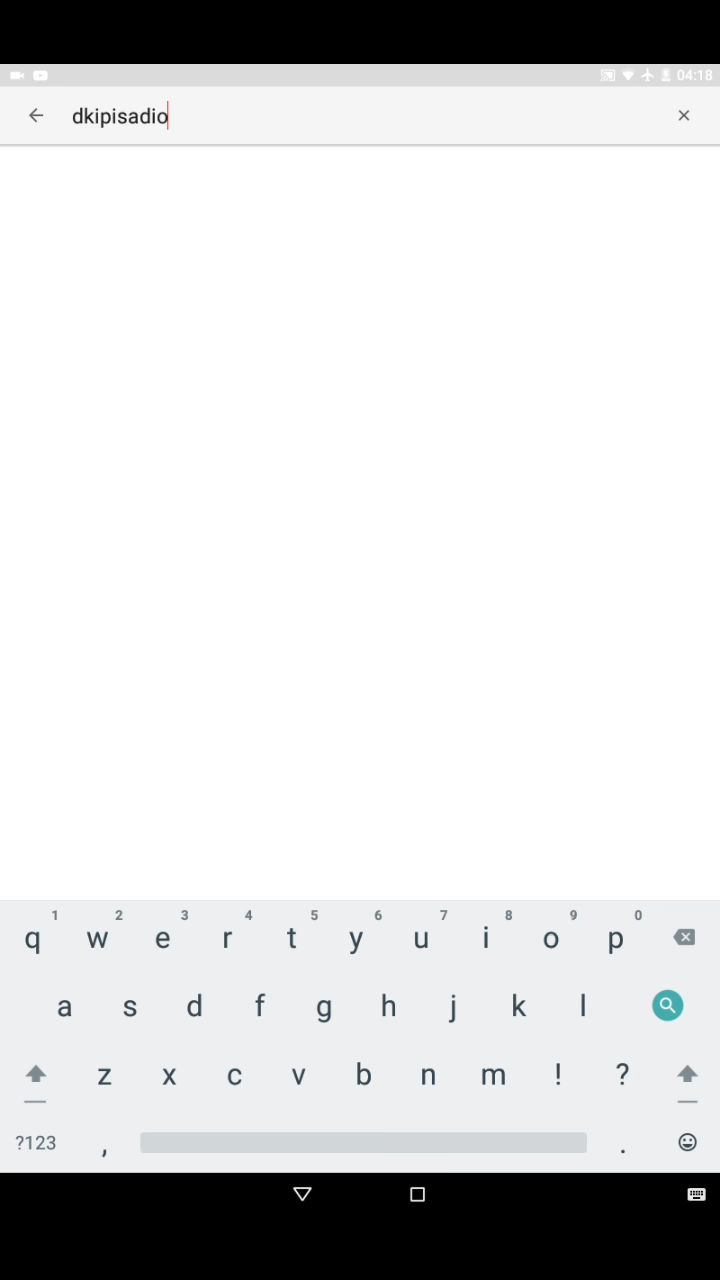 04:18
dkipisadio
1 2 3 4 5 6 7 8 9 0
q w e r t y u i o p
a s d f g h j k l
z x c v b n m ! ?
?123 , .